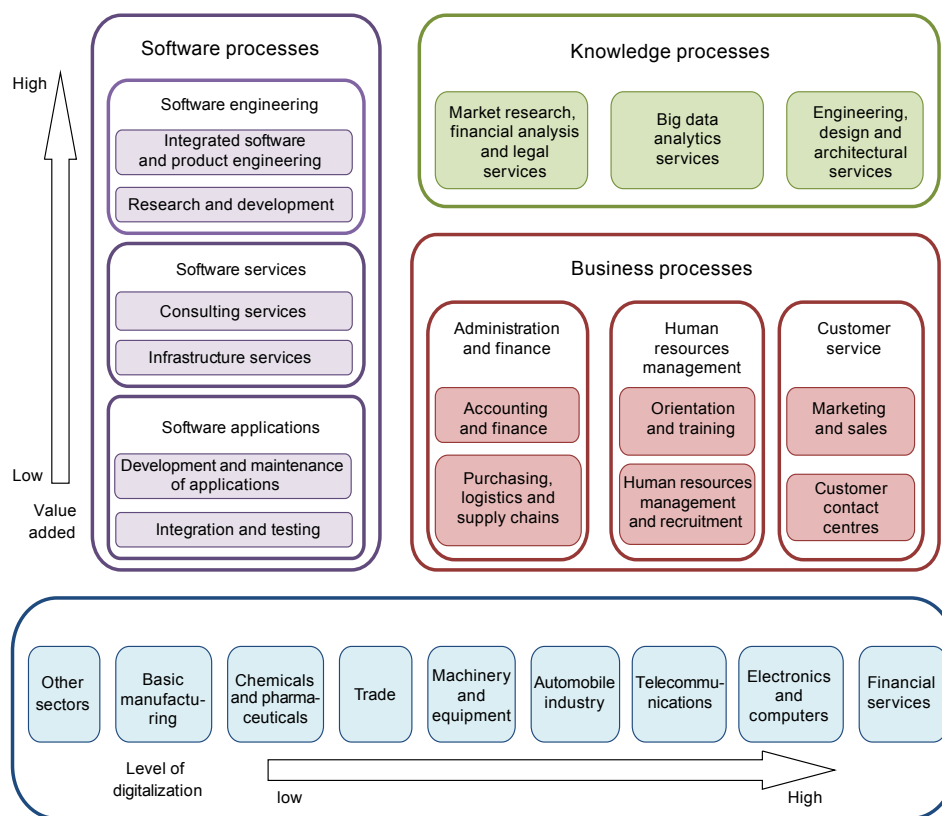 Software processes
High
Software engineering
Integrated software
and product engineering
Research and development
Software services
Consulting services
Infrastructure services
Software applications
Development and maintenance
of applications
Integration and testing
Low
Value
added
Knowledge processes
Market research,
financial analysis
and legal
services
Big data
analytics
services
Engineering,
design and
architectural
services
Business processes
Administration
and finance
Accounting
and finance
Purchasing,
logistics and
supply chains
Human
resources
management
Orientation
and training
Human resources
management
and recruitment
Customer
service
Marketing
and sales
Customer
contact
centres
Other
sectors
Basic
manufactu-
ring
Chemicals
and pharma-
ceuticals
Trade
Machinery
and
equipment
Automobile
industry
Telecommu-
nications
Electronics
and
computers
Financial
services
Level of
digitalization
low
High